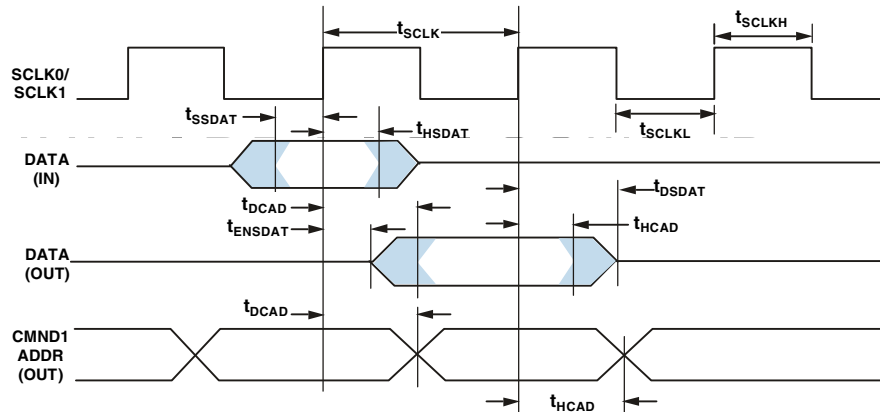 tSCLK
tSCLKH
SCLK0/
SCLK1
tSSDAT
tHSDAT
tSCLKL
DATA
(IN)
tDSDAT
tDCAD
tENSDAT
tHCAD
DATA
(OUT)
tDCAD
CMND1
ADDR
(OUT)
tHCAD